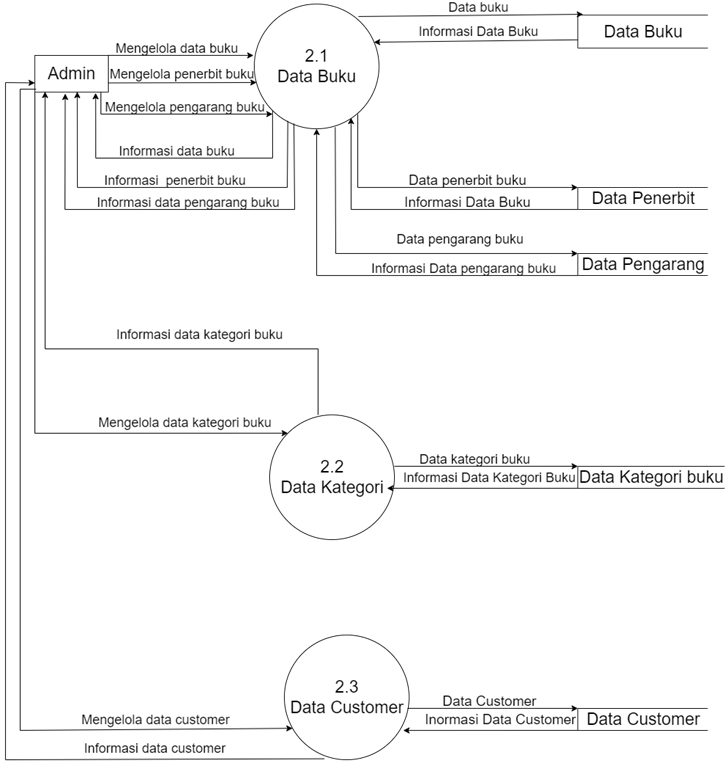 Data buku
Informasi Data Buku
Data Buku
Mengelola data buku
2.1
Data Buku
Admin
Mengelola penerbit buku
Mengelola pengarang buku
Informasi data buku
Informasi penerbit buku
Informasi data pengarang buku
Data penerbit buku
Informasi Data Buku
Data Penerbit
Data pengarang buku
Informasi Data pengarang buku
Data Pengarang
Informasi data kategori buku
Mengelola data kategori buku
2.2
Data Kategori
Data kategori buku
Informasi Data Kategori Buku
Data Kategori buku
2.3
Data Customer
Data Customer
Inormasi Data Customer
Data Customer
Mengelola data customer
Informasi data customer